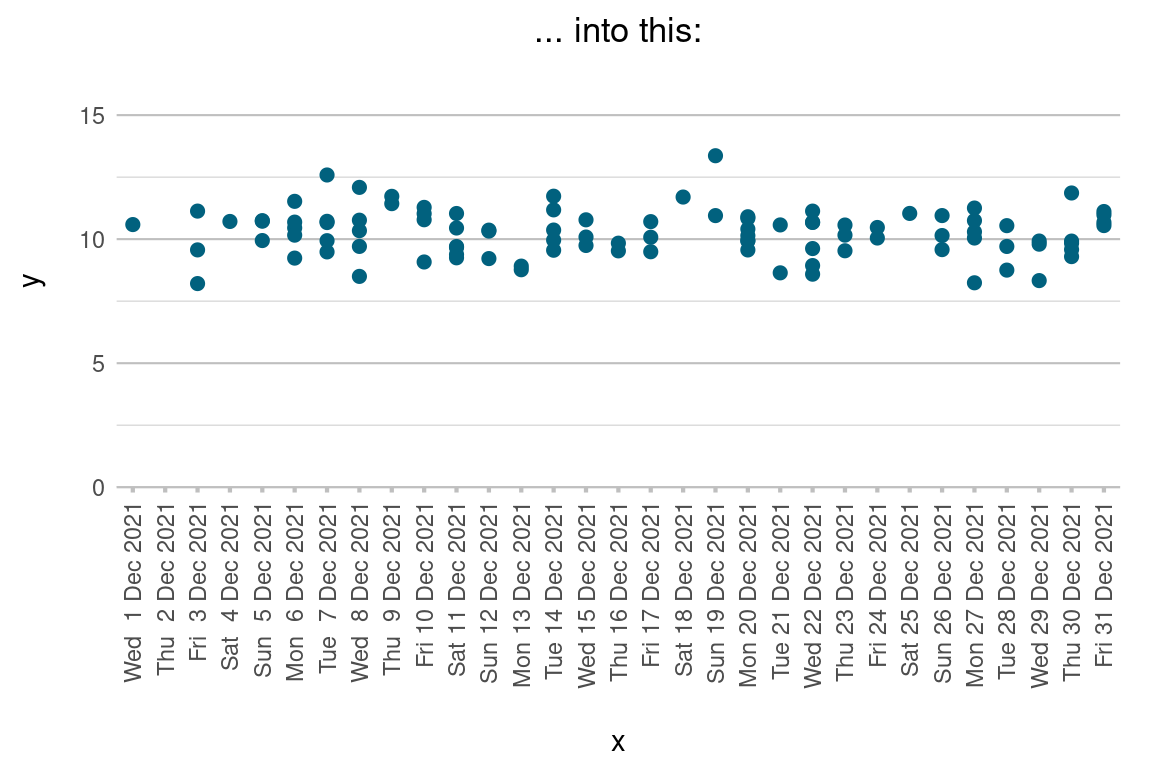 ... into this:
15
10
5
0
y
Wed  1 Dec 2021
Thu  2 Dec 2021
Fri  3 Dec 2021
Sat  4 Dec 2021
Sun  5 Dec 2021
Mon  6 Dec 2021
Tue  7 Dec 2021
Wed  8 Dec 2021
Thu  9 Dec 2021
Fri 10 Dec 2021
Sat 11 Dec 2021
Sun 12 Dec 2021
Mon 13 Dec 2021
Tue 14 Dec 2021
Wed 15 Dec 2021
Thu 16 Dec 2021
Fri 17 Dec 2021
Sat 18 Dec 2021
Sun 19 Dec 2021
Mon 20 Dec 2021
Tue 21 Dec 2021
Wed 22 Dec 2021
Thu 23 Dec 2021
Fri 24 Dec 2021
Sat 25 Dec 2021
Sun 26 Dec 2021
Mon 27 Dec 2021
Tue 28 Dec 2021
Wed 29 Dec 2021
Thu 30 Dec 2021
Fri 31 Dec 2021
x